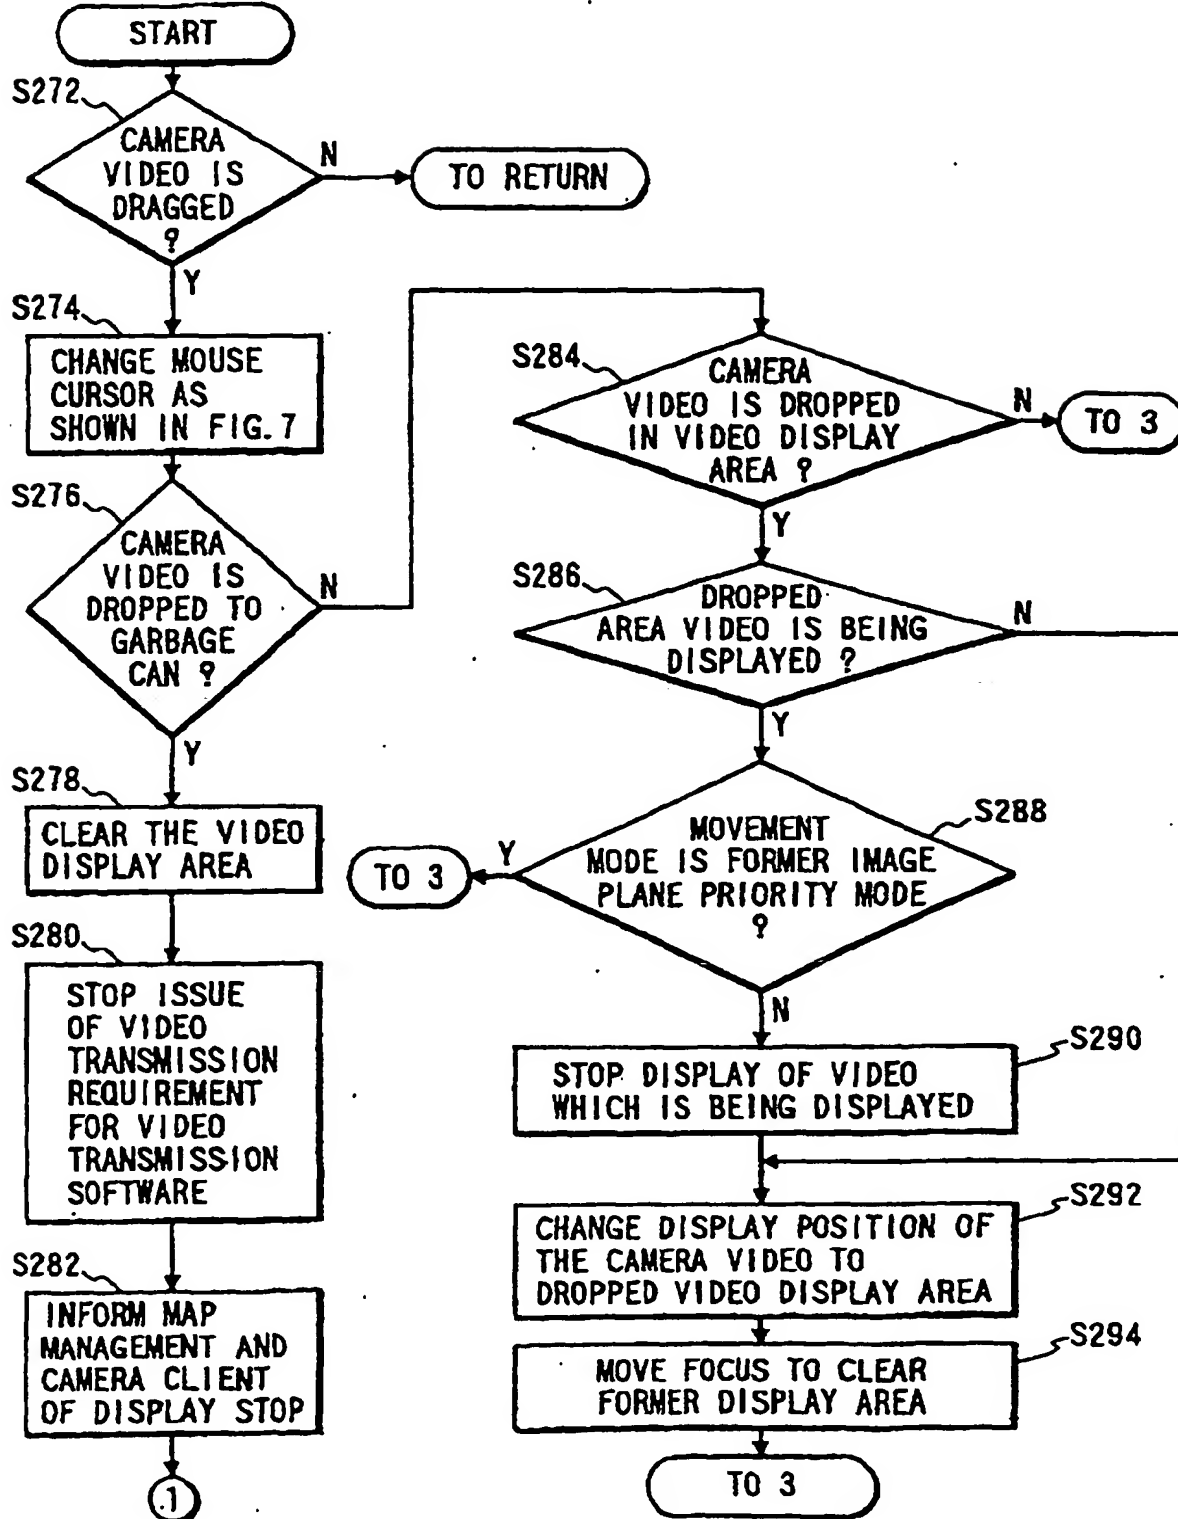 START
S272
CAMERA
VIDEO IS
DRAGGED
?
N
TO RETURN
Y
S274
CHANGE MOUSE
CURSOR AS
SHOWN IN FIG. 7
S276
CAMERA
VIDEO IS
DROPPED TO
GARBAGE
CAN ?
N
Y
S278
CLEAR THE VIDEO
DISPLAY AREA
S280
STOP ISSUE
OF VIDEO
TRANSMISSION
REQUIREMENT
FOR VIDEO
TRANSMISSION
SOFTWARE
S282
INFORM MAP
MANAGEMENT AND
CAMERA CLIENT
OF DISPLAY STOP
1
S284
CAMERA
VIDEO IS DROPPED
IN VIDEO DISPLAY
AREA ?
N
TO 3
Y
S286
DROPPED
AREA VIDEO IS BEING
DISPLAYED ?
N
Y
S288
MOVEMENT
MODE IS FORMER IMAGE
PLANE PRIORITY MODE
?
Y
TO 3
N
S290
STOP DISPLAY OF VIDEO
WHICH IS BEING DISPLAYED
S292
CHANGE DISPLAY POSITION OF
THE CAMERA VIDEO TO
DROPPED VIDEO DISPLAY AREA
S294
MOVE FOCUS TO CLEAR
FORMER DISPLAY AREA
TO 3